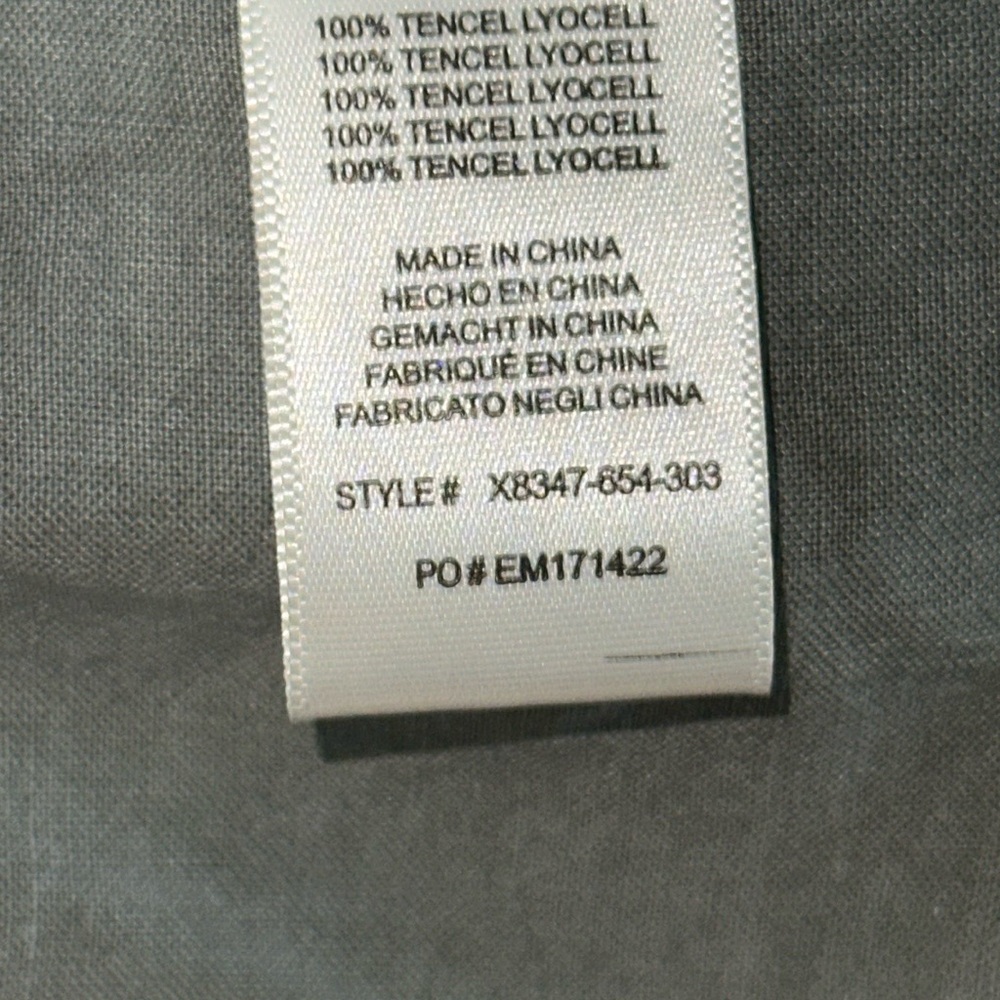 100% TENCEL LYOCELL
100% TENCEL LYOCELL
100% TENCEL LYOCELL
100% TENCEL LYOCELL
100% TENCEL LYOCELL
MADE IN CHINA
HECHO EN CHINA
GEMACHT IN CHINA
FABRIQUÉ EN CHINE
FABRICATO NEGLI CHINA
STYLE# X8347-654-303
PO# EM171422